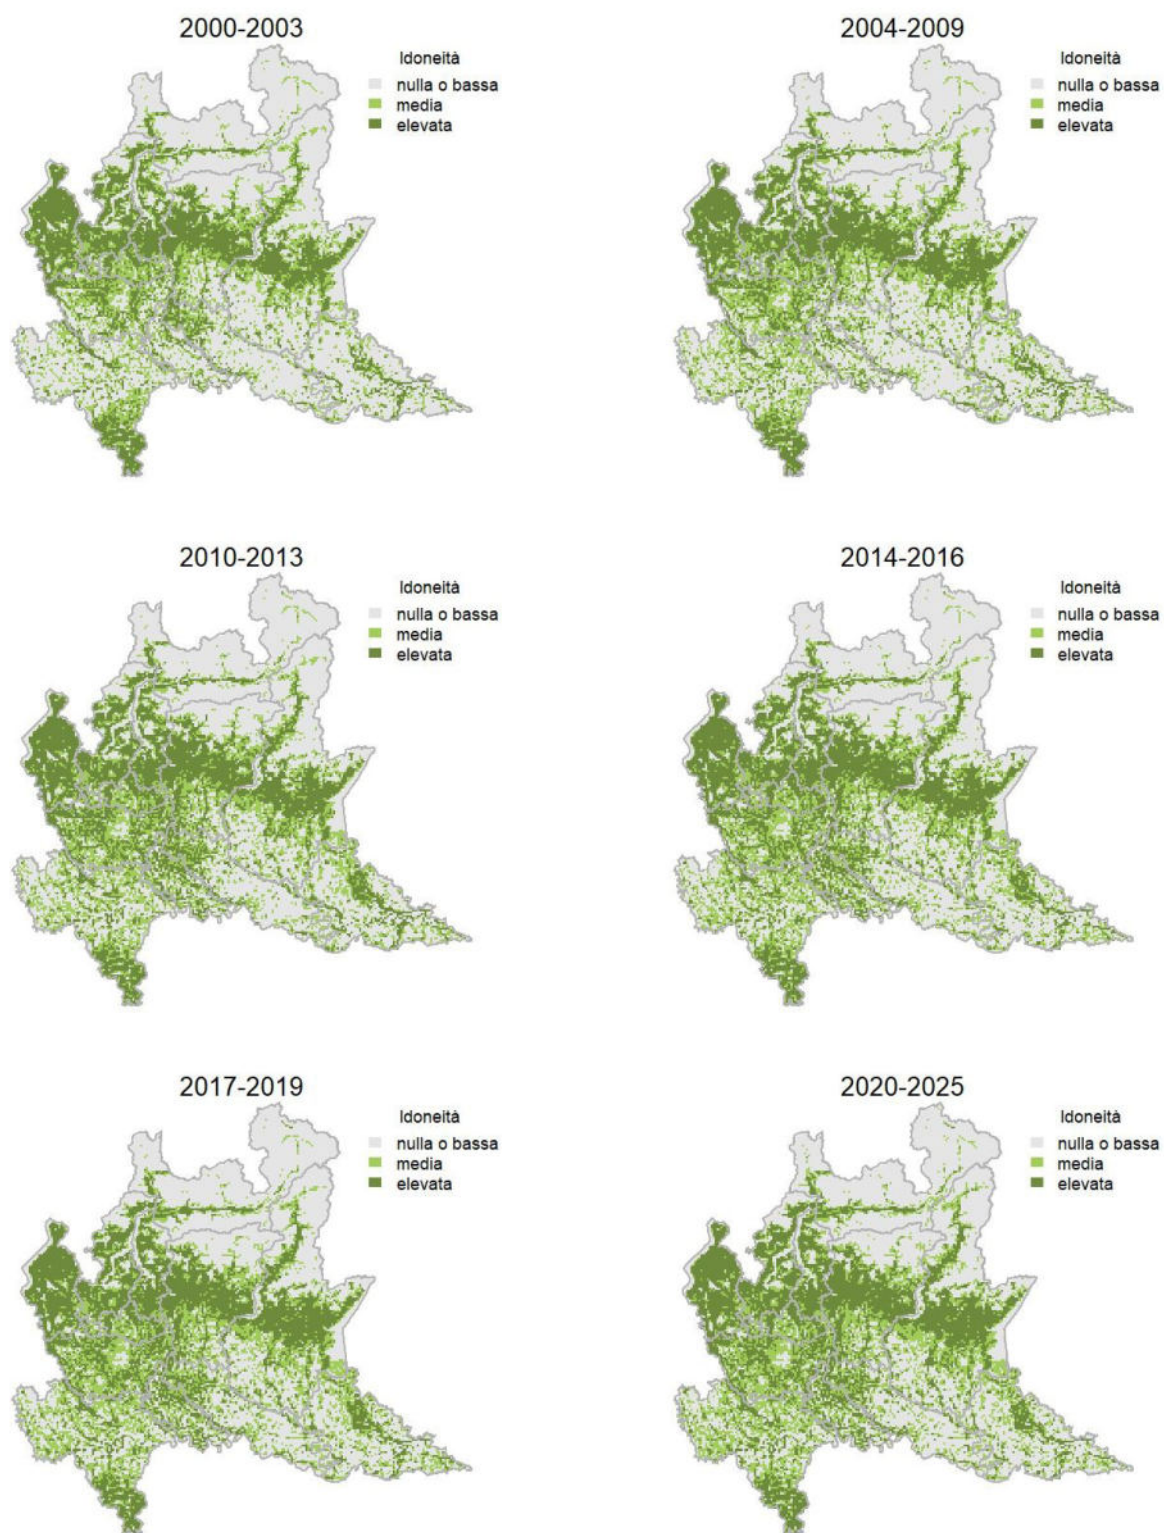 2000-2003
Idoneità
nulla o bassa
media
elevata
2004-2009
Idoneità
nulla o bassa
media
elevata
2010-2013
Idoneità
nulla o bassa
media
elevata
2014-2016
Idoneità
nulla o bassa
media
elevata
2017-2019
Idoneità
nulla o bassa
media
elevata
2020-2025
Idoneità
nulla o bassa
media
elevata